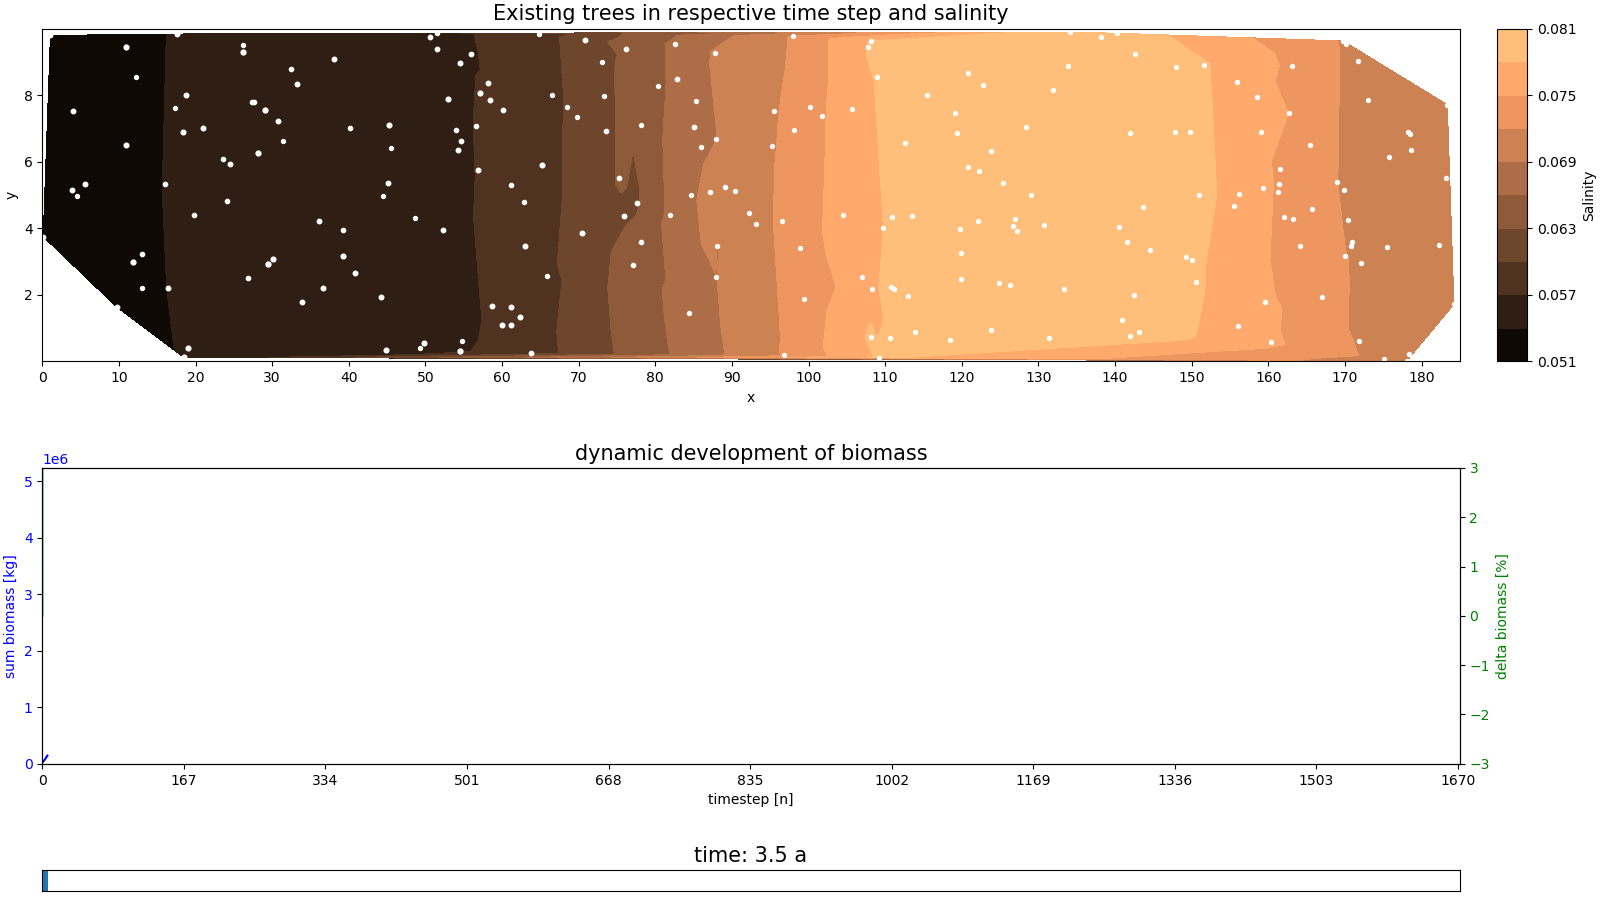 Existing trees in respective time step and salinity
8
6
4
2
y
0 10 20 30 40 50 60 70 80 90 100 110 120 130 140 150 160 170 180
x
0.081
0.075
0.069
0.063
0.057
0.051
Salinity
dynamic development of biomass
1e6
5
4
3
2
1
0
sum biomass [kg]
3
2
1
0
−1
−2
−3
delta biomass [%]
0 167 334 501 668 835 1002 1169 1336 1503 1670
timestep [n]
time: 3.5 a